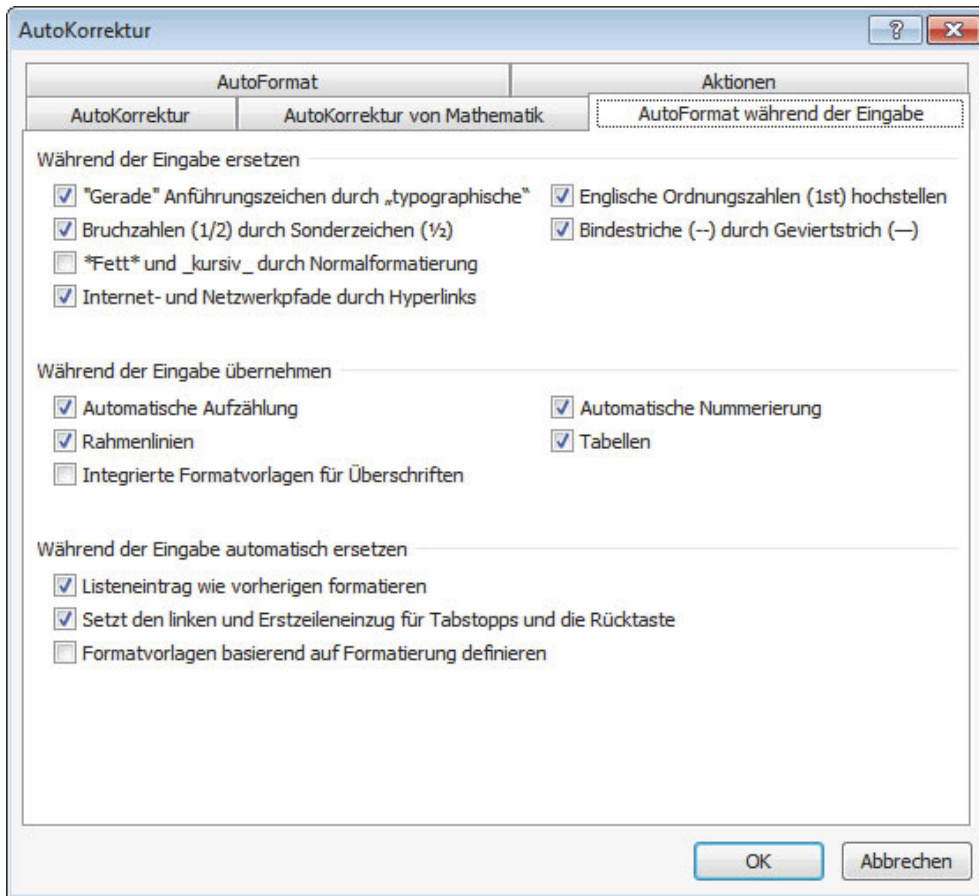 AutoKorrektur
AutoFormat
Aktionen
AutoKorrektur
AutoKorrektur von Mathematik
AutoFormat während der Eingabe
Während der Eingabe ersetzen
"Gerade" Anführungszeichen durch „typographische“
Englische Ordnungszahlen (1st) hochstellen
Bruchzahlen (1/2) durch Sonderzeichen (½)
Bindestriche (--) durch Geviertstrich (—)
*Fett* und _kursiv_ durch Normalformatierung
Internet- und Netzwerkpfade durch Hyperlinks
Während der Eingabe übernehmen
Automatische Aufzählung
Automatische Nummerierung
Rahmenlinien
Tabellen
Integrierte Formatvorlagen für Überschriften
Während der Eingabe automatisch ersetzen
Listeneintrag wie vorherigen formatieren
Setzt den linken und Erstzeileneinzug für Tabstopps und die Rücktaste
Formatvorlagen basierend auf Formatierung definieren
OK
Abbrechen